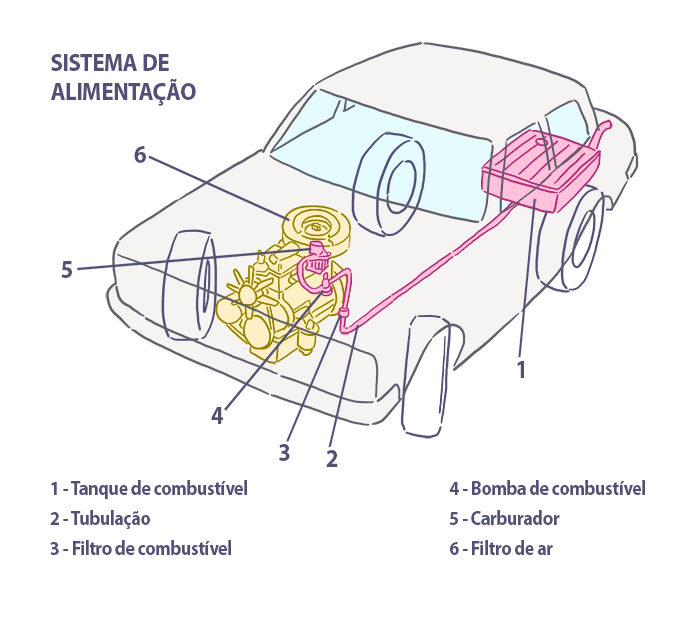 SISTEMA DE
ALIMENTAÇÃO
6
5
4
3
2
1
1 - Tanque de combustível
2 - Tubulação
3 - Filtro de combustível
4 - Bomba de combustível
5 - Carburador
6 - Filtro de ar